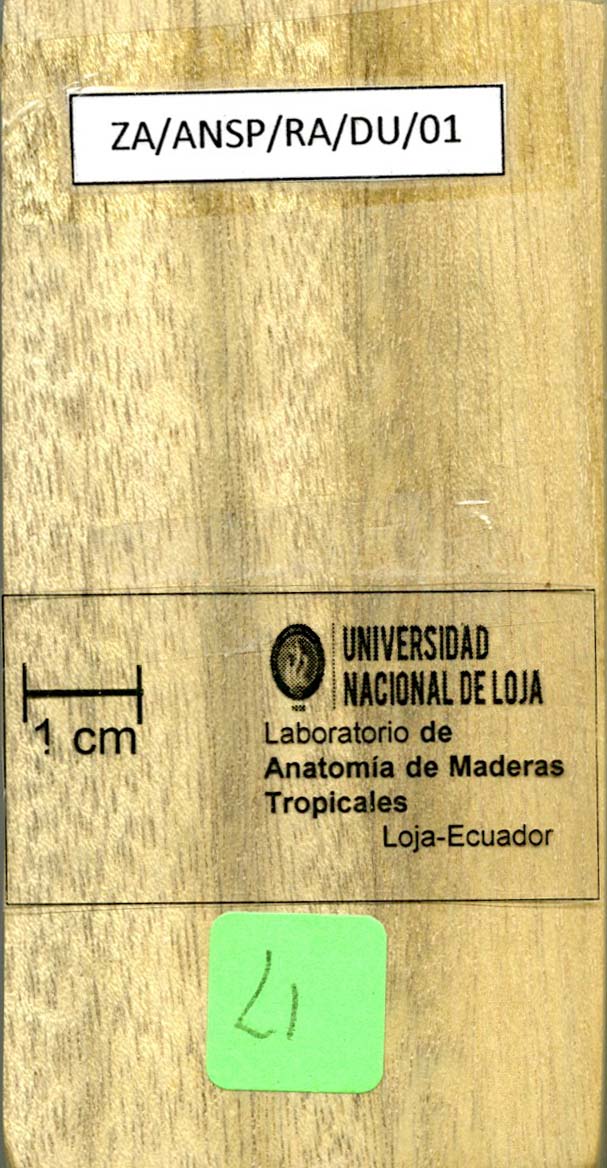 ZA/ANSP/RA/DU/01
UNIVERSIDAD
NACIONAL DE LOJA
1 cm
Laboratorio de
Anatomía de Maderas
Tropicales
Loja-Ecuador